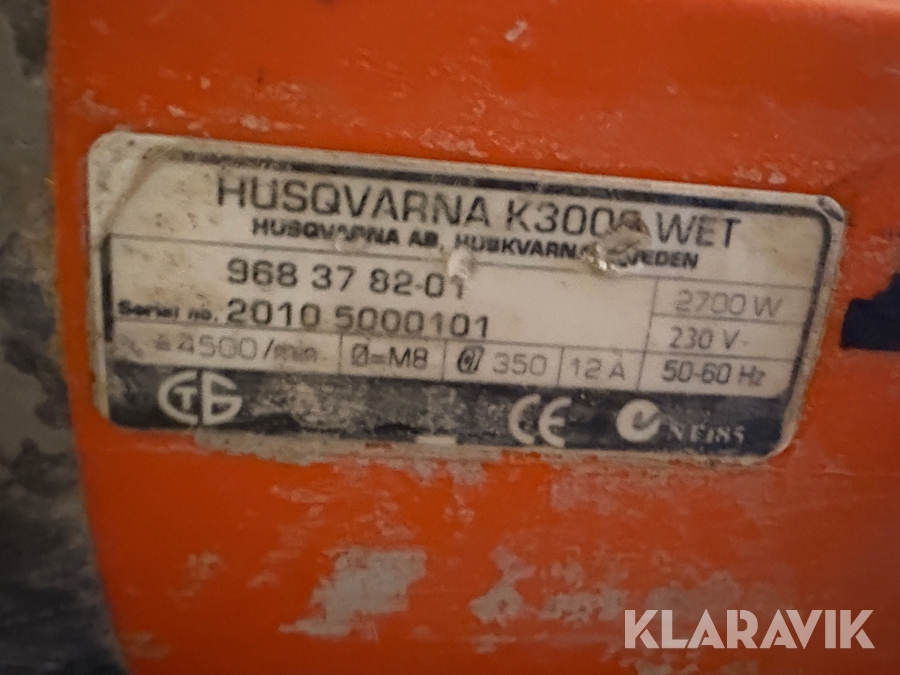 HUSQVARNA K3000 WET
HUSQVARNA AB, HUSKVARNA SWEDEN
968 37 82-01
2700 W
Serial no. 2010 5000101
230 V~
4500/min
Ø=M8
350
12 A
50-60 Hz
CE
NE185
KLARAVIK